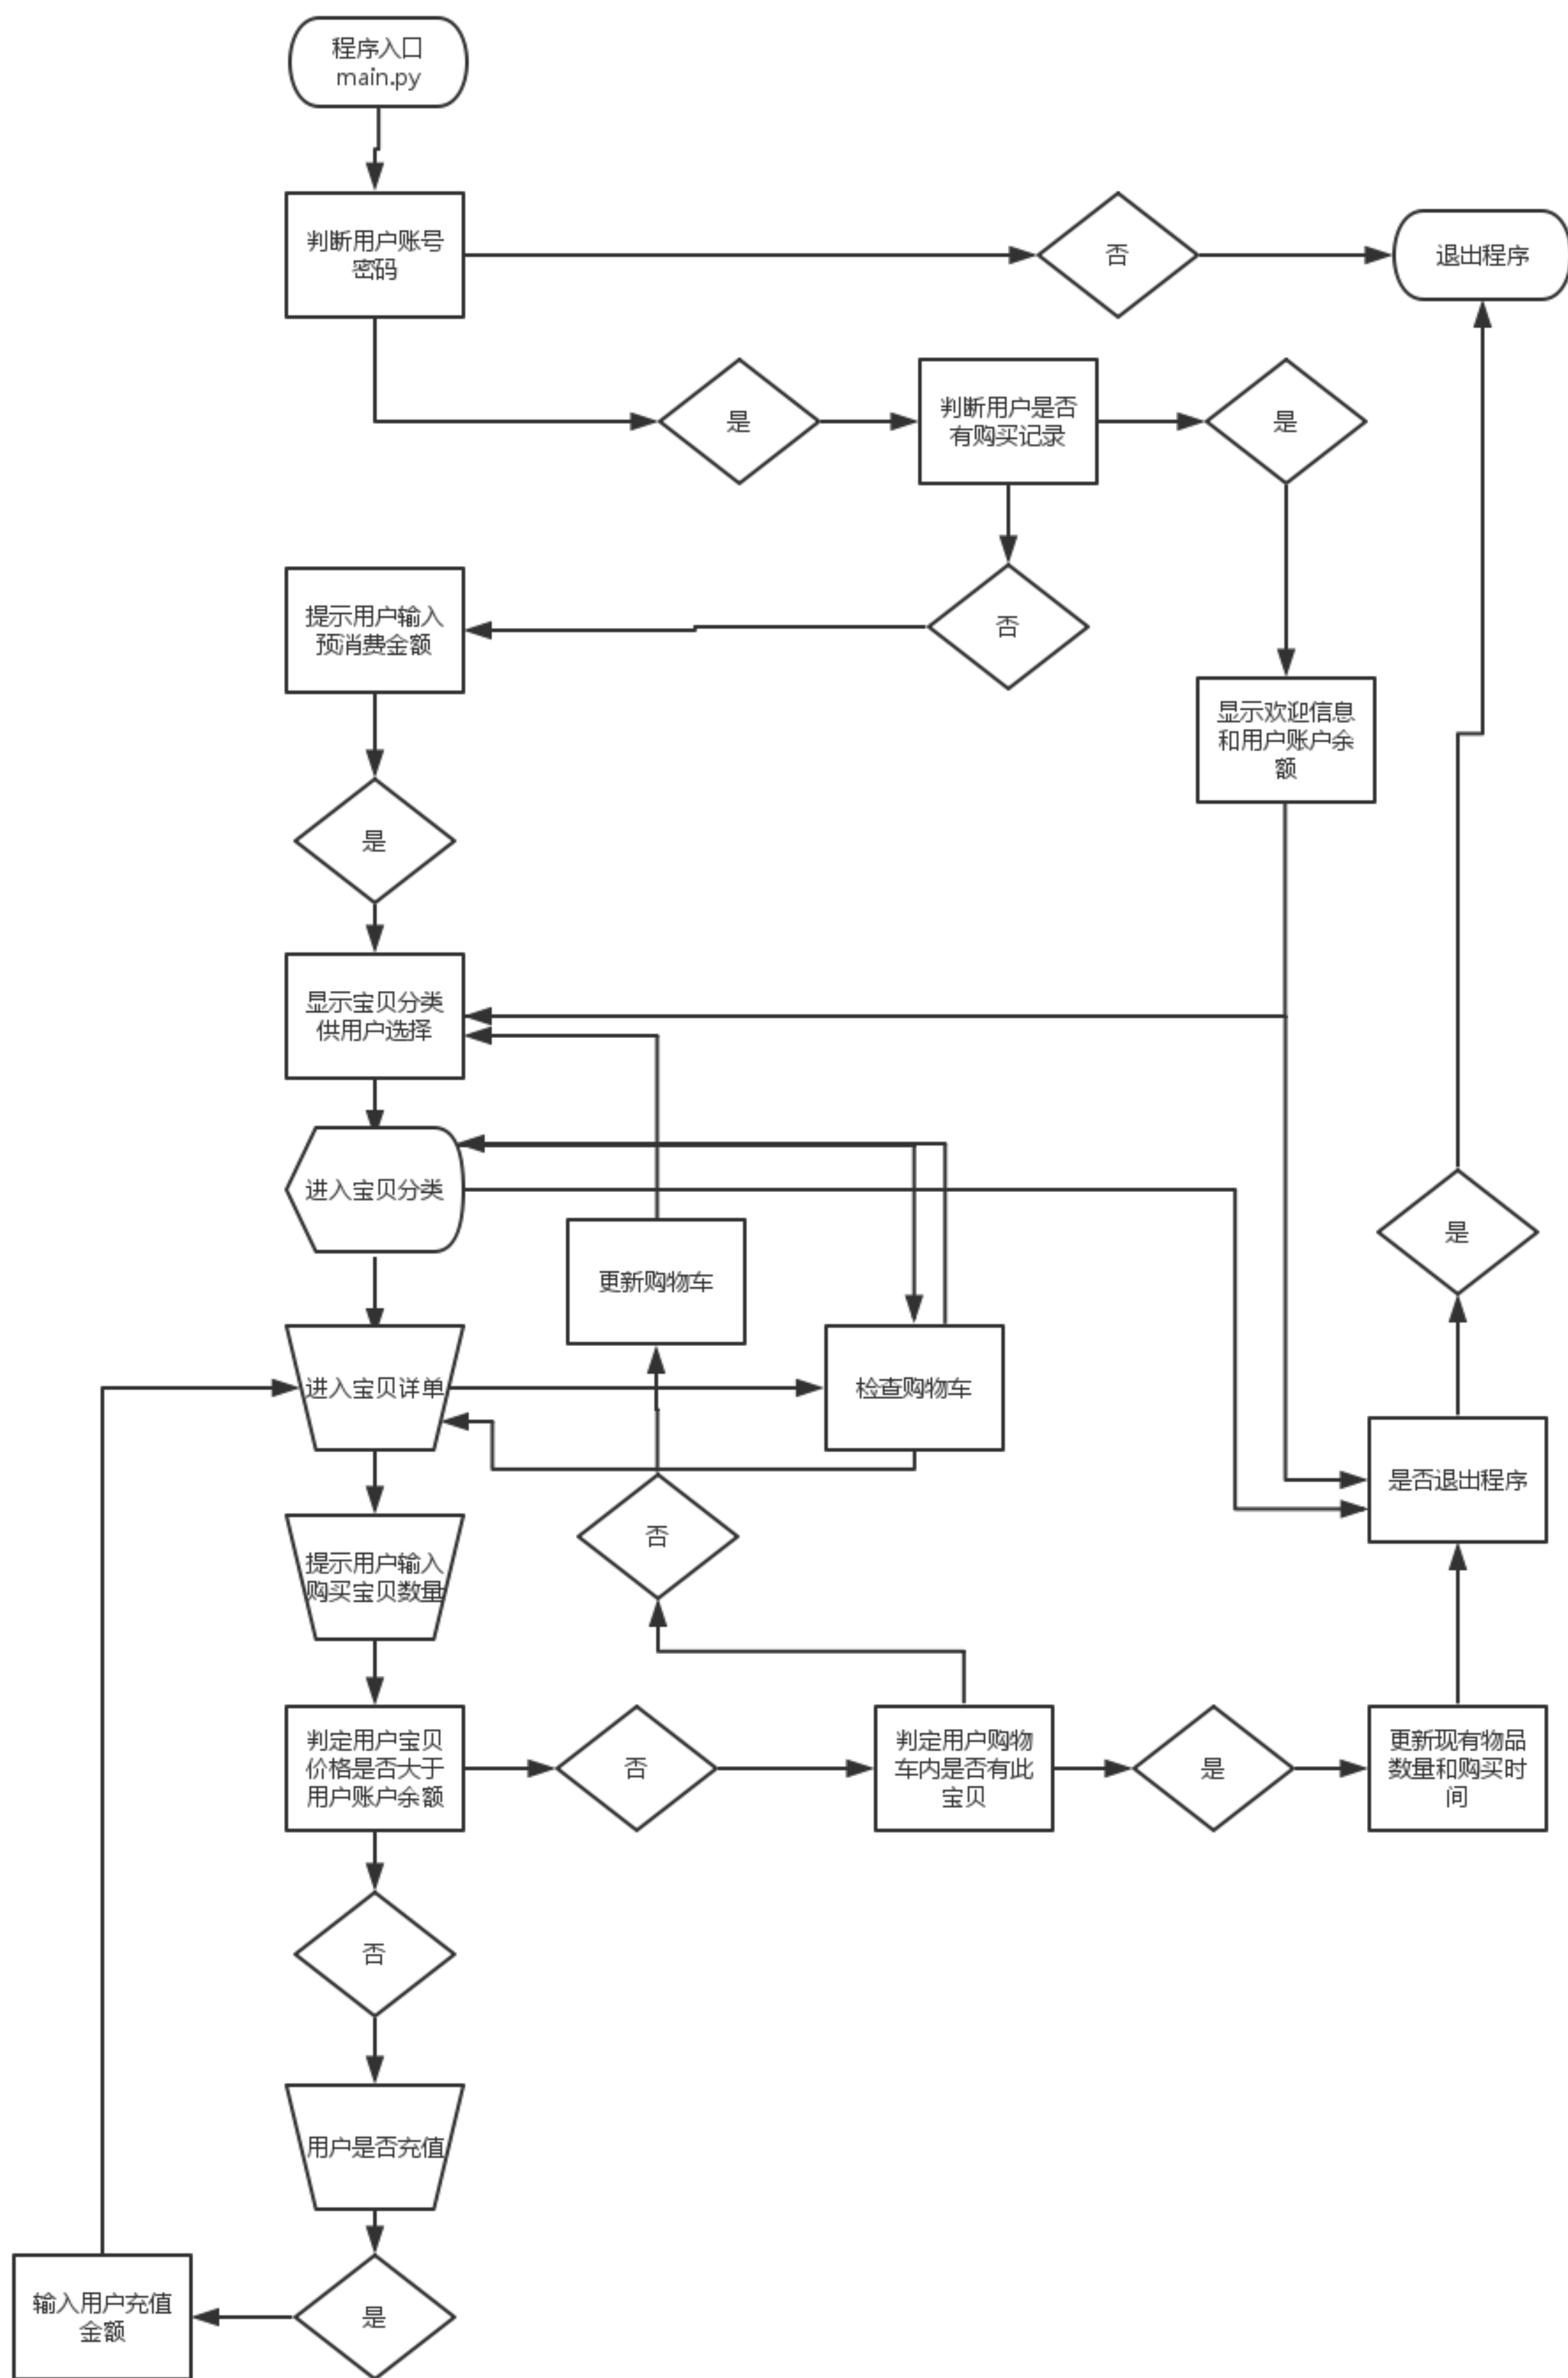 程序入口
main.py
判断用户账号
密码
否
退出程序
是
判断用户是否
有购买记录
是
提示用户输入
预消费金额
否
显示欢迎信息
和用户账户余
额
是
显示宝贝分类
供用户选择
进入宝贝分类
更新购物车
是
进入宝贝详单
检查购物车
是否退出程序
提示用户输入
购买宝贝数量
否
判定用户宝贝
价格是否大于
用户账户余额
否
判定用户购物
车内是否有此
宝贝
是
更新现有物品
数量和购买时
间
否
用户是否充值
输入用户充值
金额
是